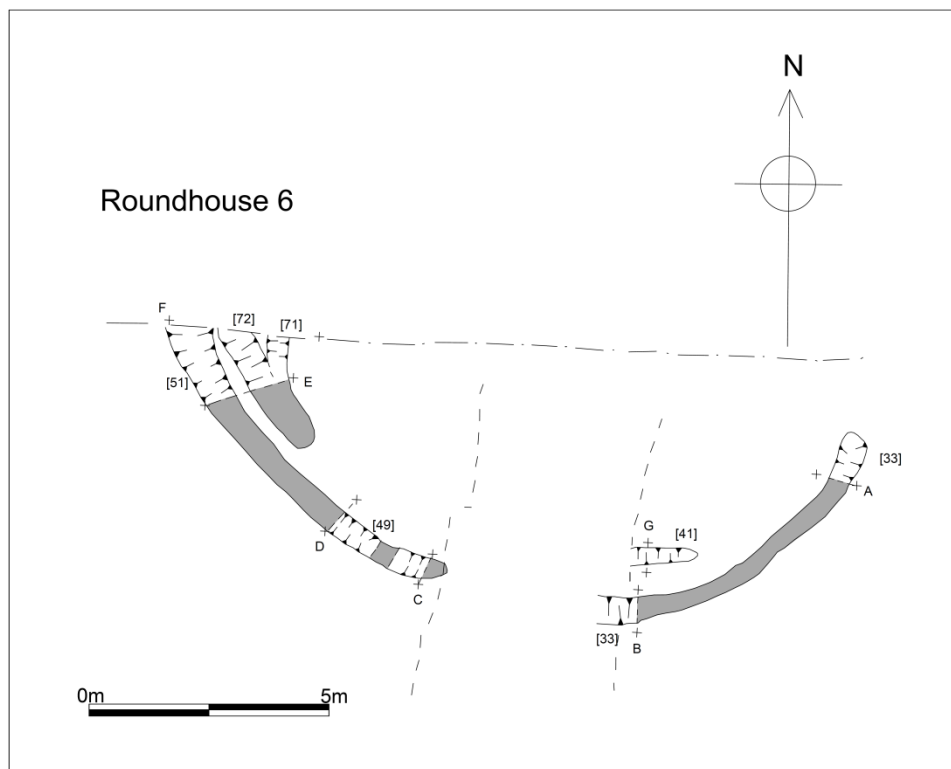 N
Roundhouse 6
F
[72]
[71]
[51]
E
[33]
A
[49]
G
[41]
D
C
[33]
B
0m
5m